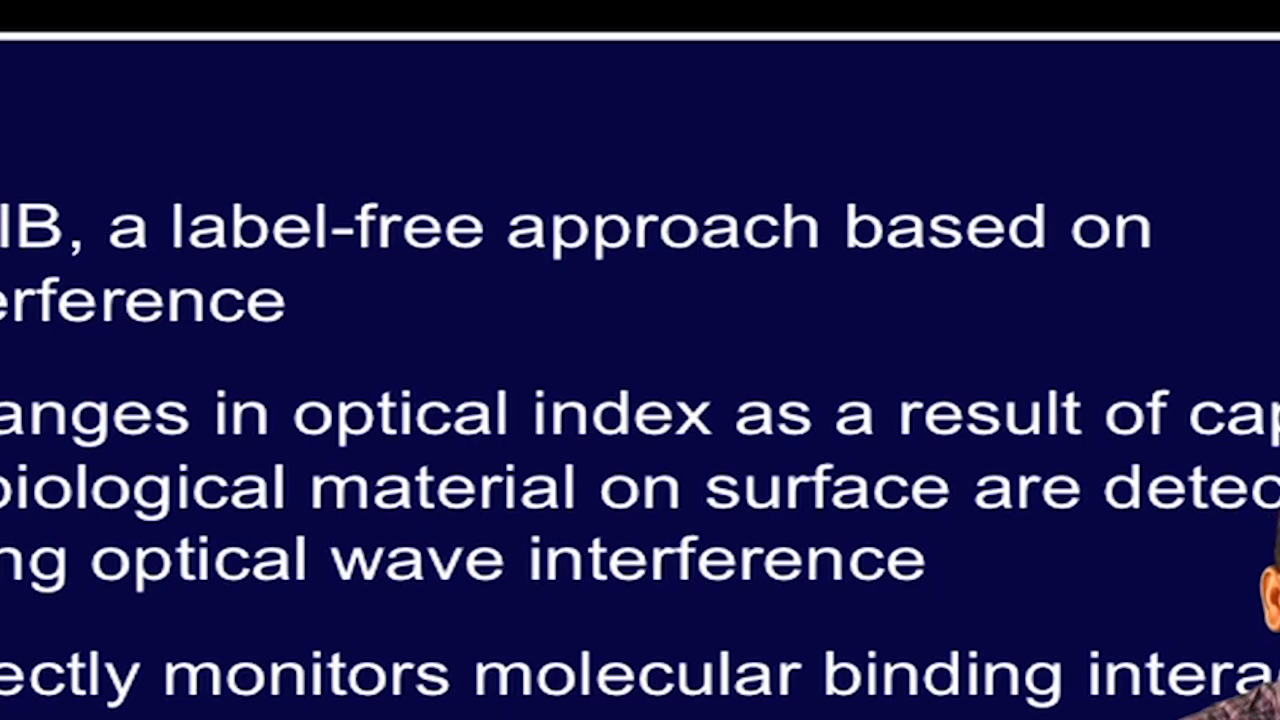 IB, a label-free approach based on
erference
anges in optical index as a result of cap
biological material on surface are detec
ng optical wave interference
ectly monitors molecular binding intera